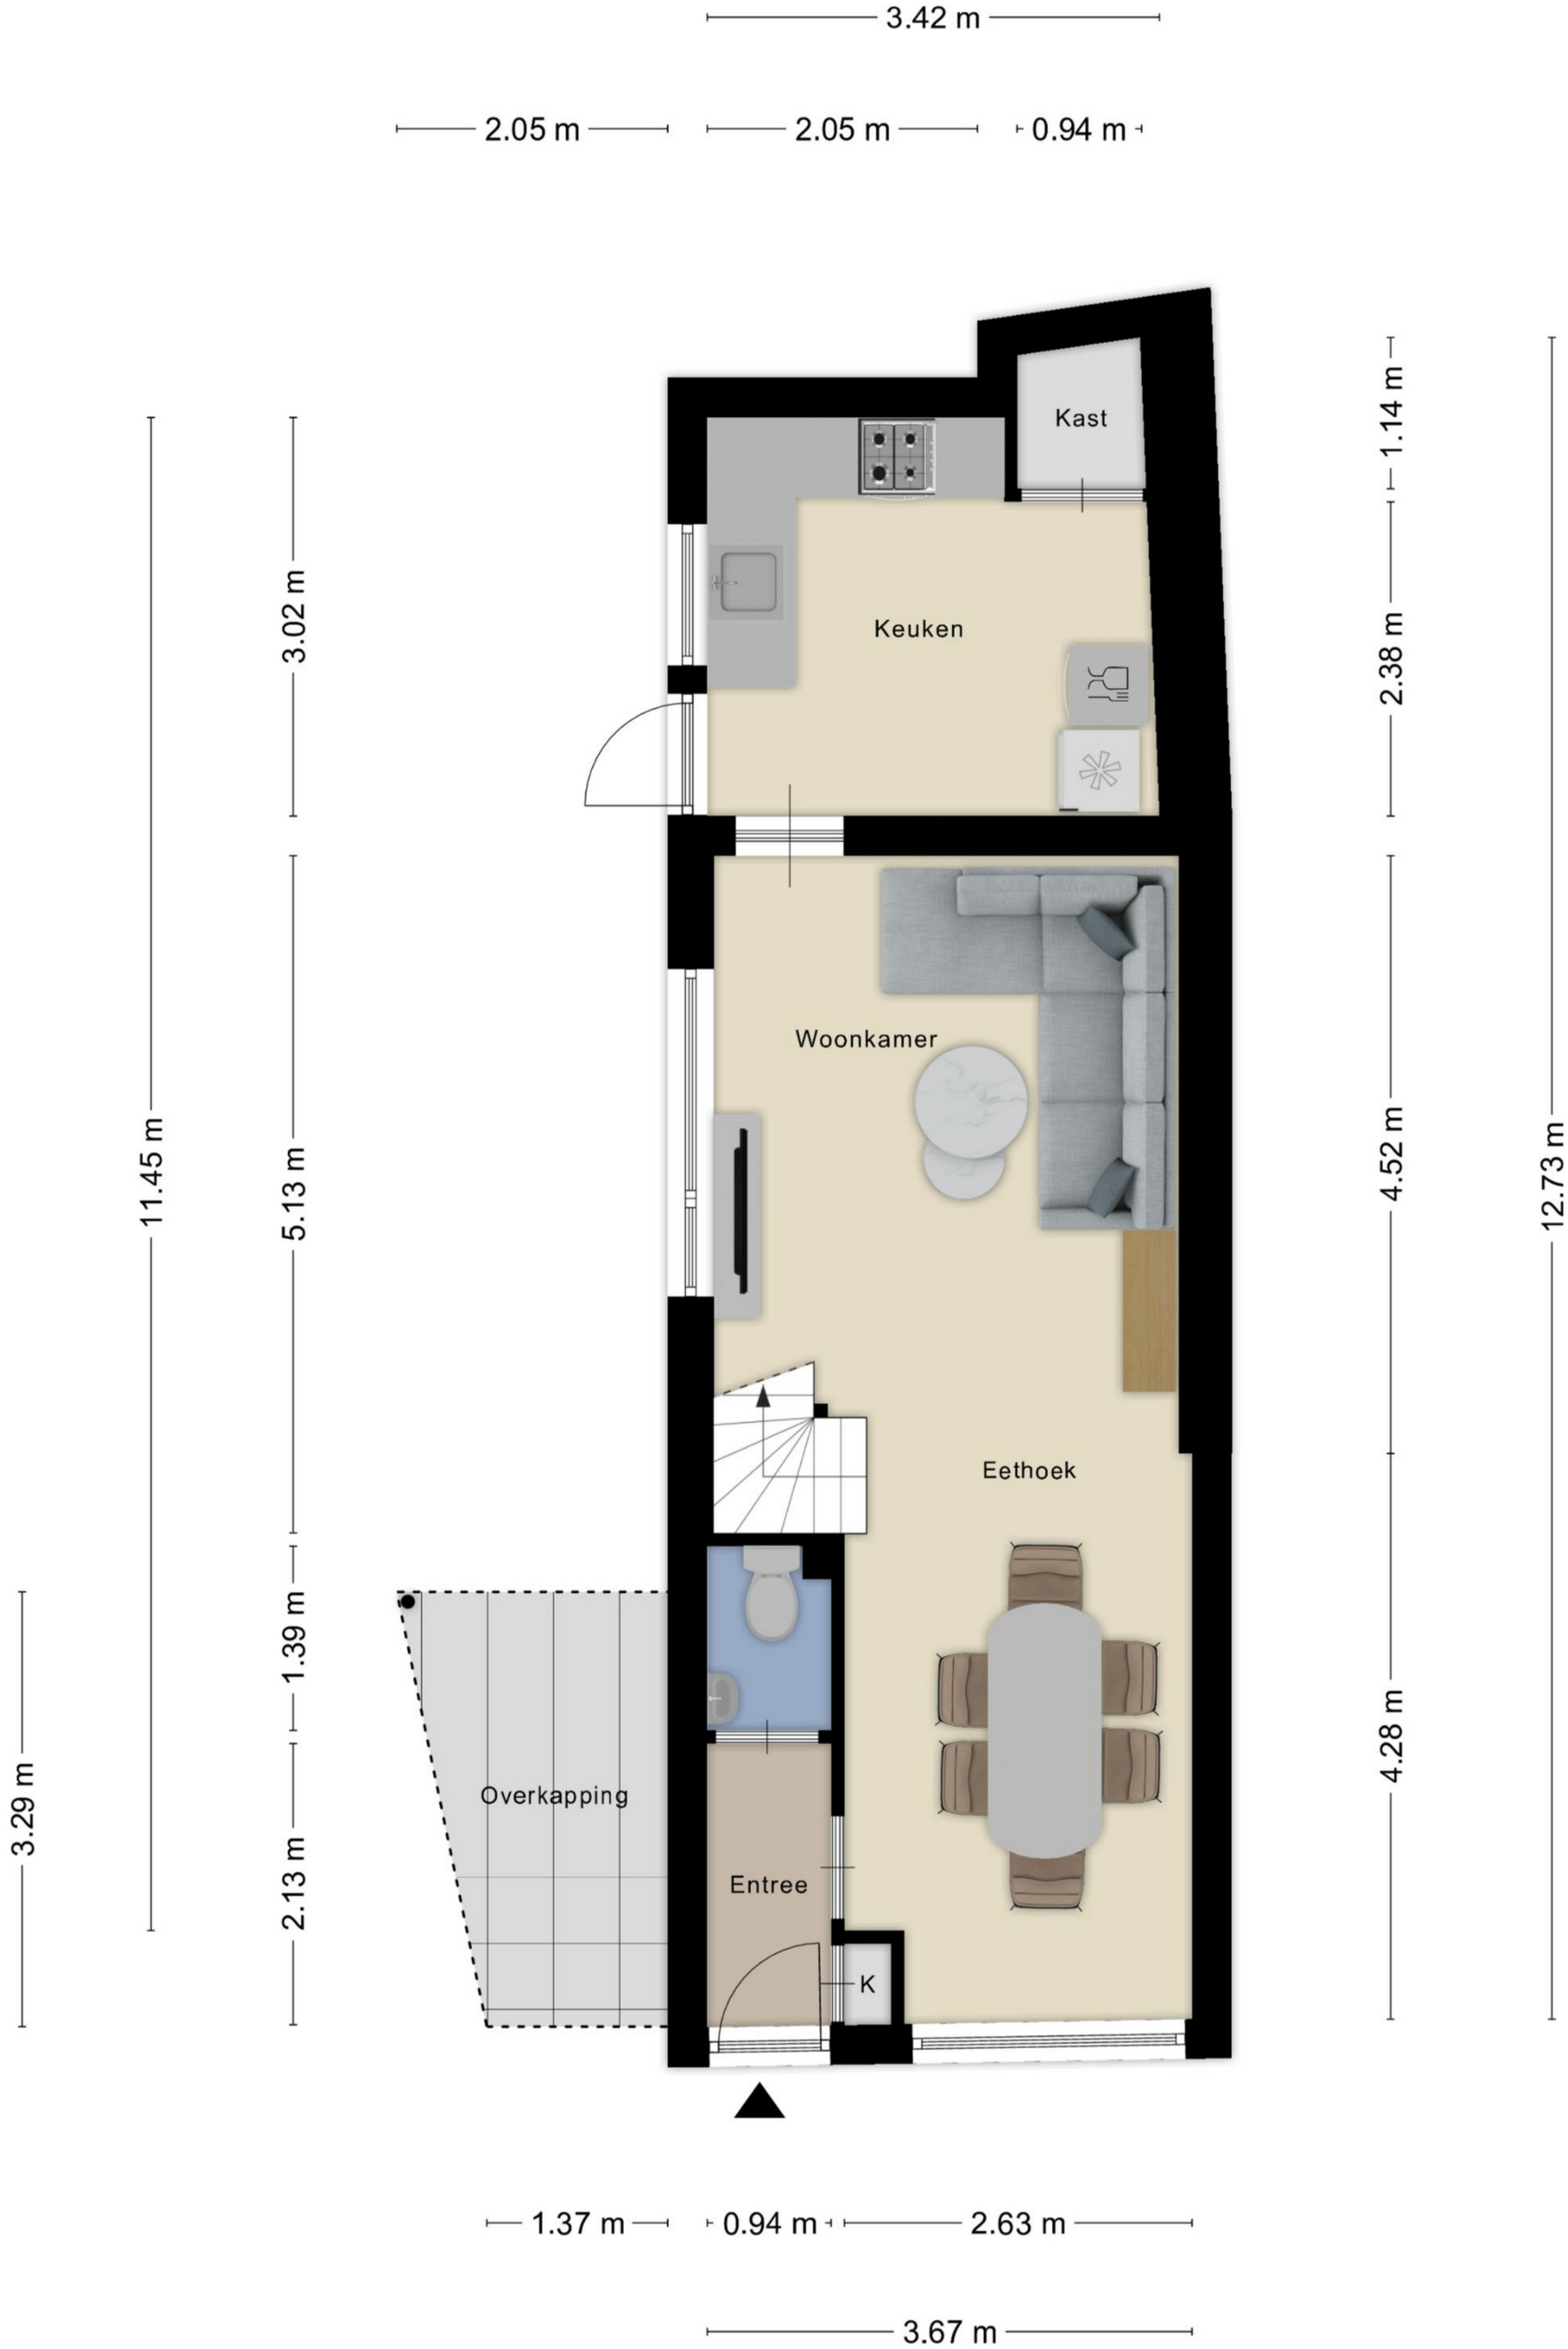 3.42 m
2.05 m
2.05 m
0.94 m
Kast
1.14 m
3.02 m
Keuken
2.38 m
Woonkamer
11.45 m
5.13 m
4.52 m
12.73 m
Eethoek
1.39 m
4.28 m
3.29 m
Overkapping
2.13 m
Entree
K
1.37 m
0.94 m
2.63 m
3.67 m